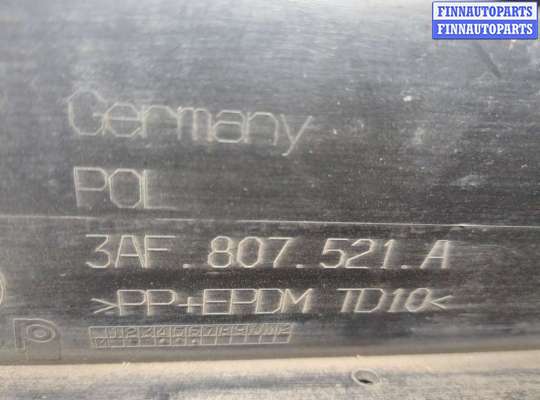 FINNAUTOPARTS
FINNAUTOPARTS
Germany
POL
3AF.807.521.A
>PP+EPDM TD10<
P